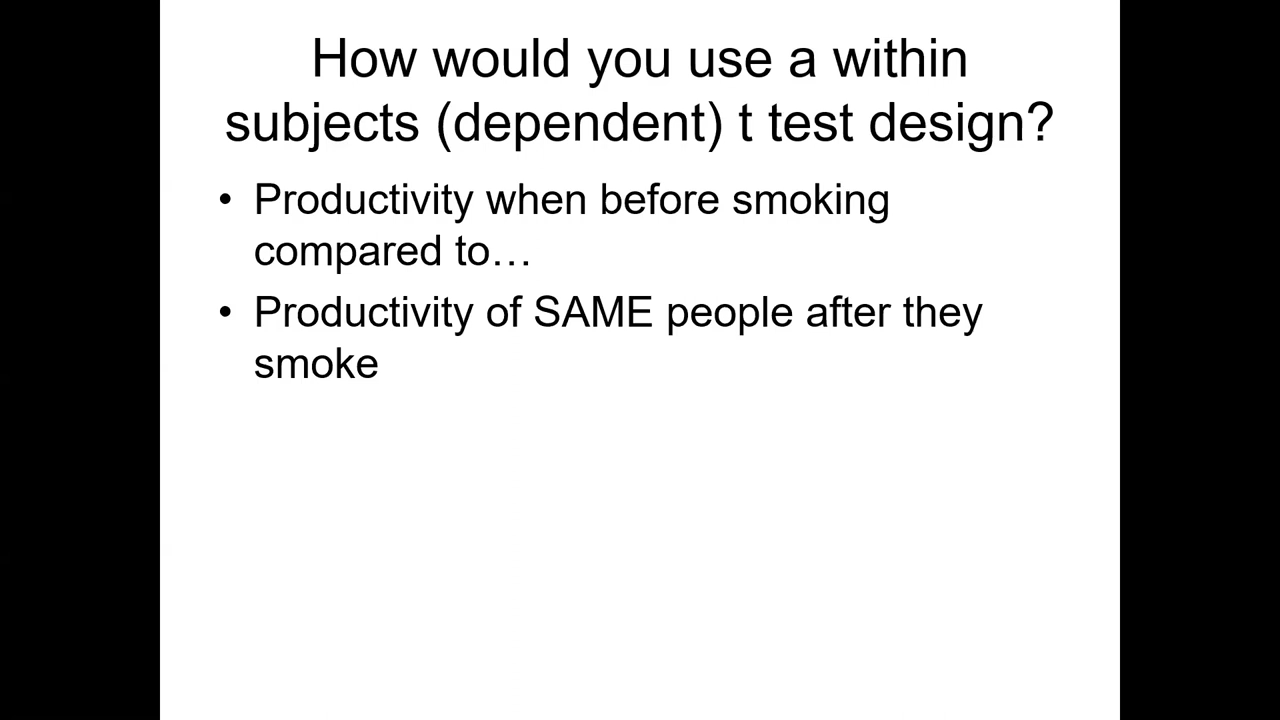 How would you use a within
subjects (dependent) t test design?
• Productivity when before smoking
compared to…
• Productivity of SAME people after they
smoke